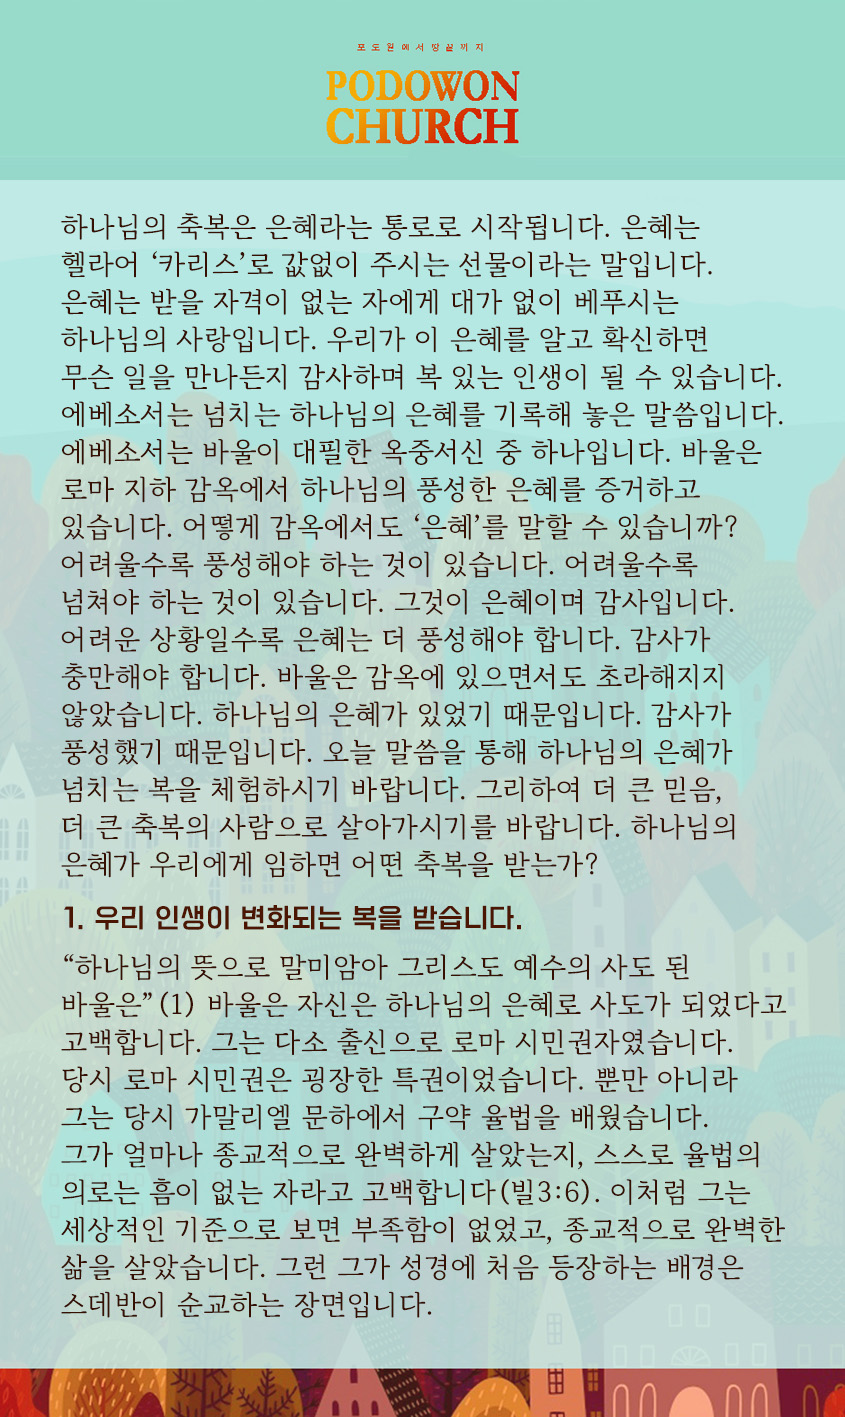 포도원에서땅끝까지
PODOWON
CHURCH
하나님의 축복은 은혜라는 통로로 시작됩니다. 은혜는
헬라어 ‘카리스’로 값없이 주시는 선물이라는 말입니다.
은혜는 받을 자격이 없는 자에게 대가 없이 베푸시는
하나님의 사랑입니다. 우리가 이 은혜를 알고 확신하면
무슨 일을 만나든지 감사하며 복 있는 인생이 될 수 있습니다.
에베소서는 넘치는 하나님의 은혜를 기록해 놓은 말씀입니다.
에베소서는 바울이 대필한 옥중서신 중 하나입니다. 바울은
로마 지하 감옥에서 하나님의 풍성한 은혜를 증거하고
있습니다. 어떻게 감옥에서도 ‘은혜’를 말할 수 있습니까?
어려울수록 풍성해야 하는 것이 있습니다. 어려울수록
넘쳐야 하는 것이 있습니다. 그것이 은혜이며 감사입니다.
어려운 상황일수록 은혜는 더 풍성해야 합니다. 감사가
충만해야 합니다. 바울은 감옥에 있으면서도 초라해지지
않았습니다. 하나님의 은혜가 있었기 때문입니다. 감사가
풍성했기 때문입니다. 오늘 말씀을 통해 하나님의 은혜가
넘치는 복을 체험하시기 바랍니다. 그리하여 더 큰 믿음,
더 큰 축복의 사람으로 살아가시기를 바랍니다. 하나님의
은혜가 우리에게 임하면 어떤 축복을 받는가?
1. 우리 인생이 변화되는 복을 받습니다.
“하나님의 뜻으로 말미암아 그리스도 예수의 사도 된
바울은”(1) 바울은 자신은 하나님의 은혜로 사도가 되었다고
고백합니다. 그는 다소 출신으로 로마 시민권자였습니다.
당시 로마 시민권은 굉장한 특권이었습니다. 뿐만 아니라
그는 당시 가말리엘 문하에서 구약 율법을 배웠습니다.
그가 얼마나 종교적으로 완벽하게 살았는지, 스스로 율법의
의로는 흠이 없는 자라고 고백합니다(빌3:6). 이처럼 그는
세상적인 기준으로 보면 부족함이 없었고, 종교적으로 완벽한
삶을 살았습니다. 그런 그가 성경에 처음 등장하는 배경은
스데반이 순교하는 장면입니다.